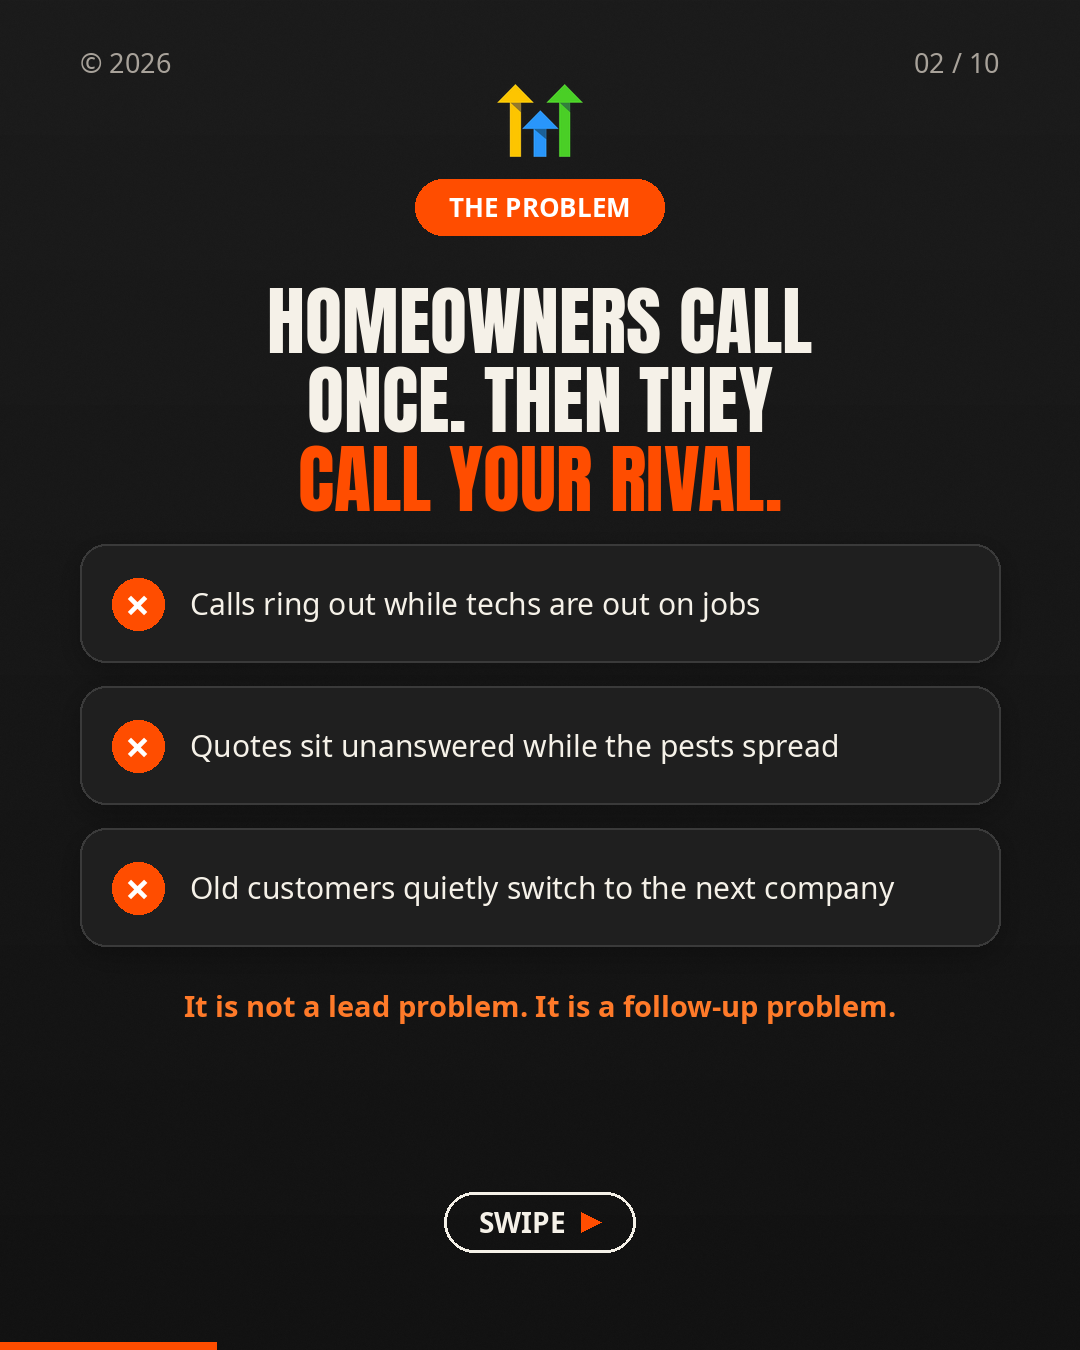 © 2026
02 / 10
THE PROBLEM
HOMEOWNERS CALL
ONCE. THEN THEY
CALL YOUR RIVAL.
Calls ring out while techs are out on jobs
Quotes sit unanswered while the pests spread
Old customers quietly switch to the next company
It is not a lead problem. It is a follow-up problem.
SWIPE